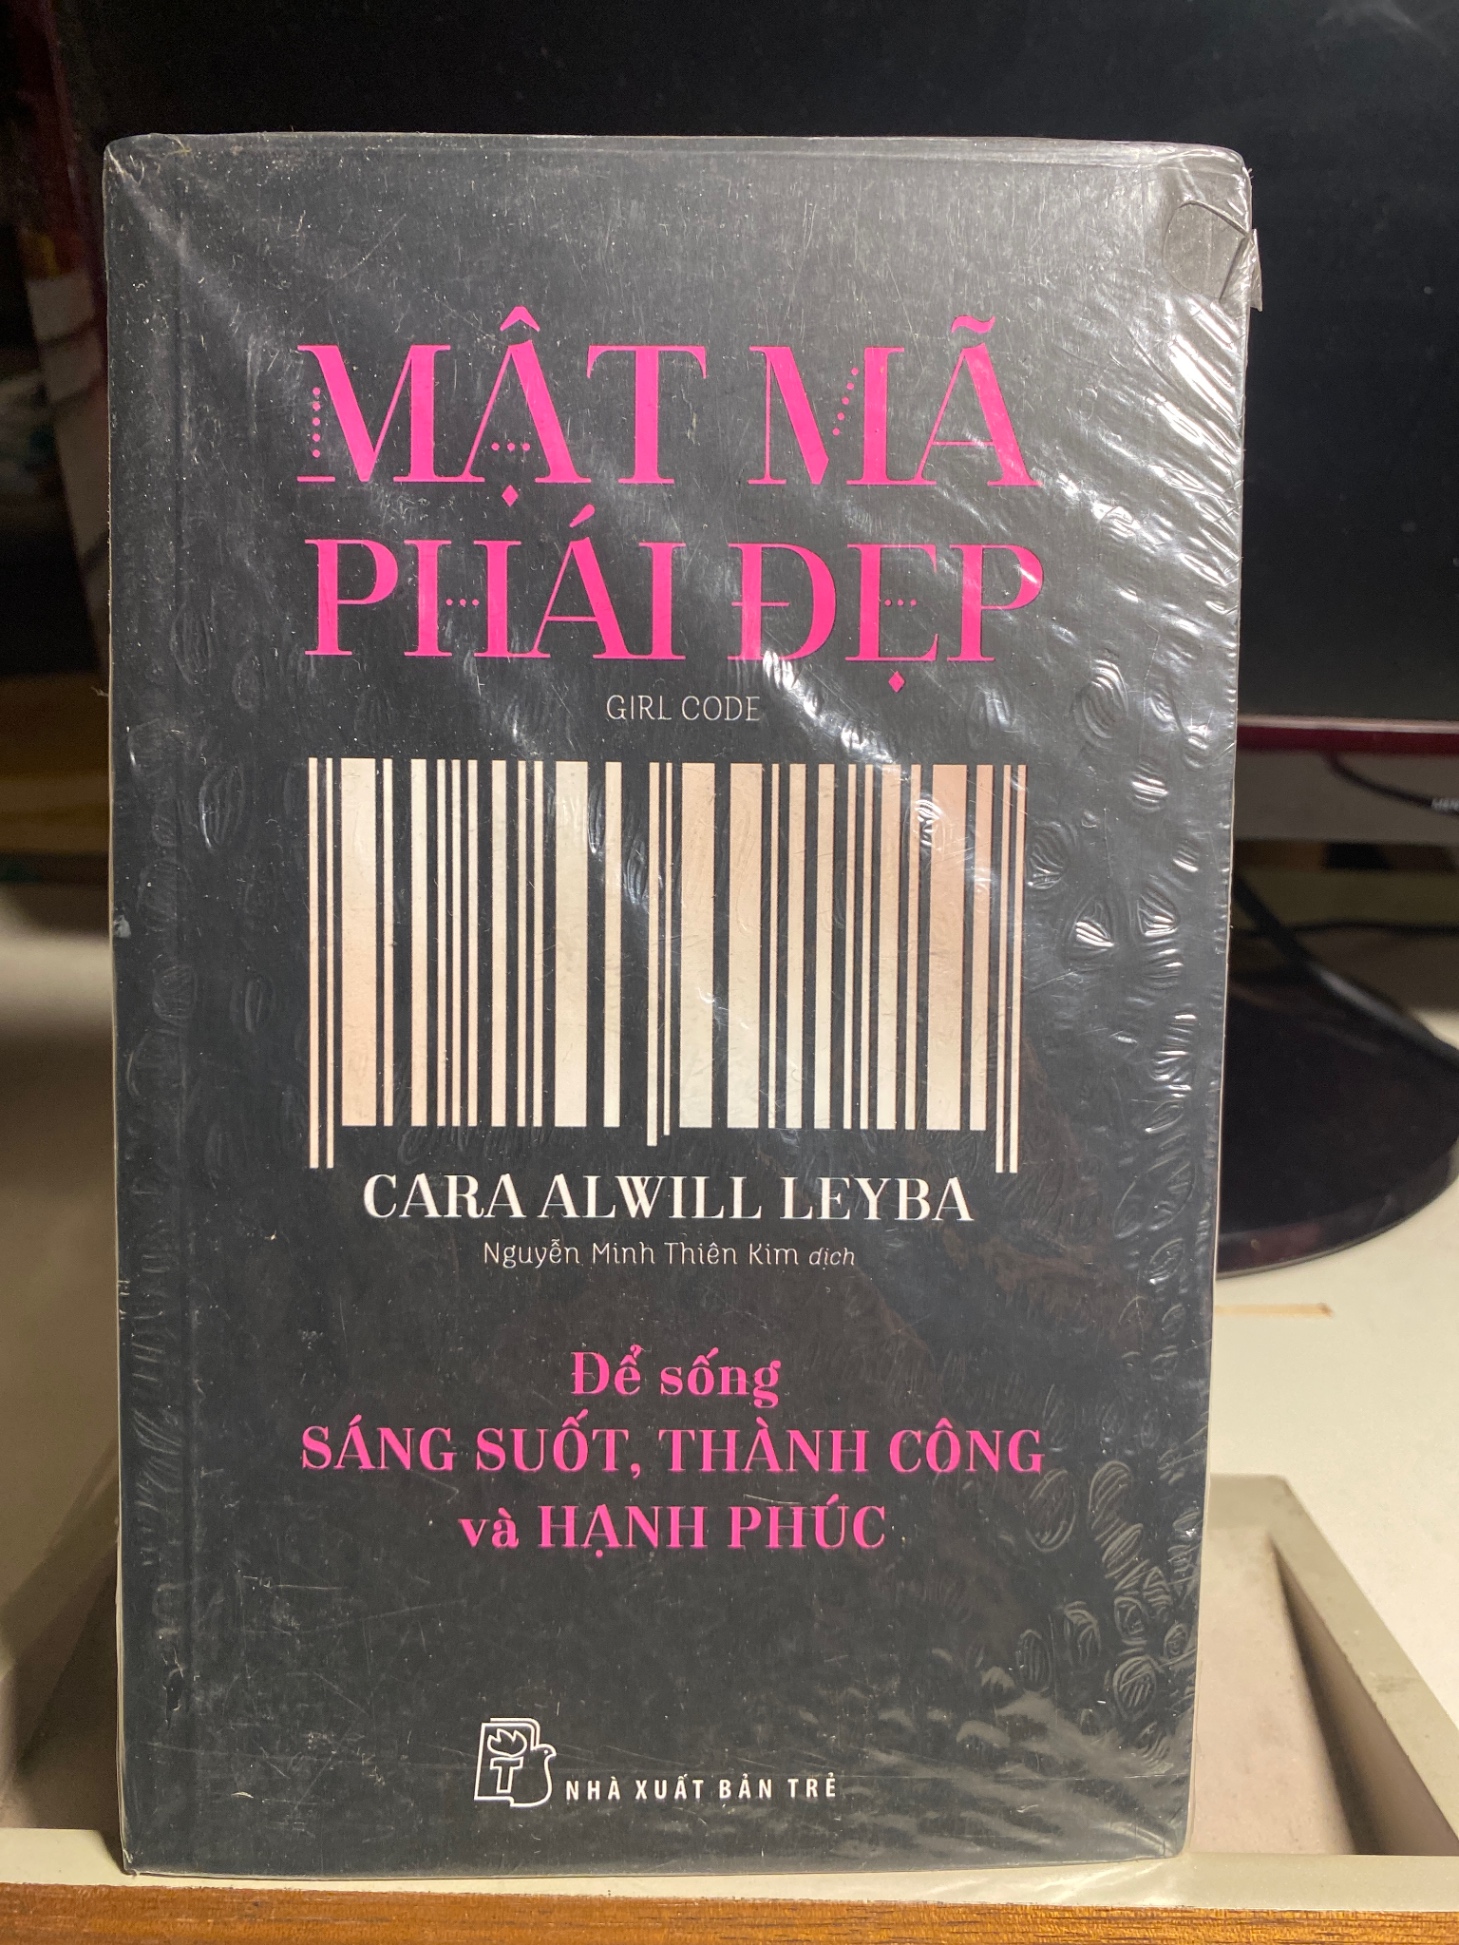 MẬT MÃ
PHÁI ĐẸP
GIRL CODE
CARA ALWILL LEYBA
Nguyễn Minh Thiên Kim dịch
Để sống
SÁNG SUỐT, THÀNH CÔNG
và HẠNH PHÚC
NHÀ XUẤT BẢN TRẺ